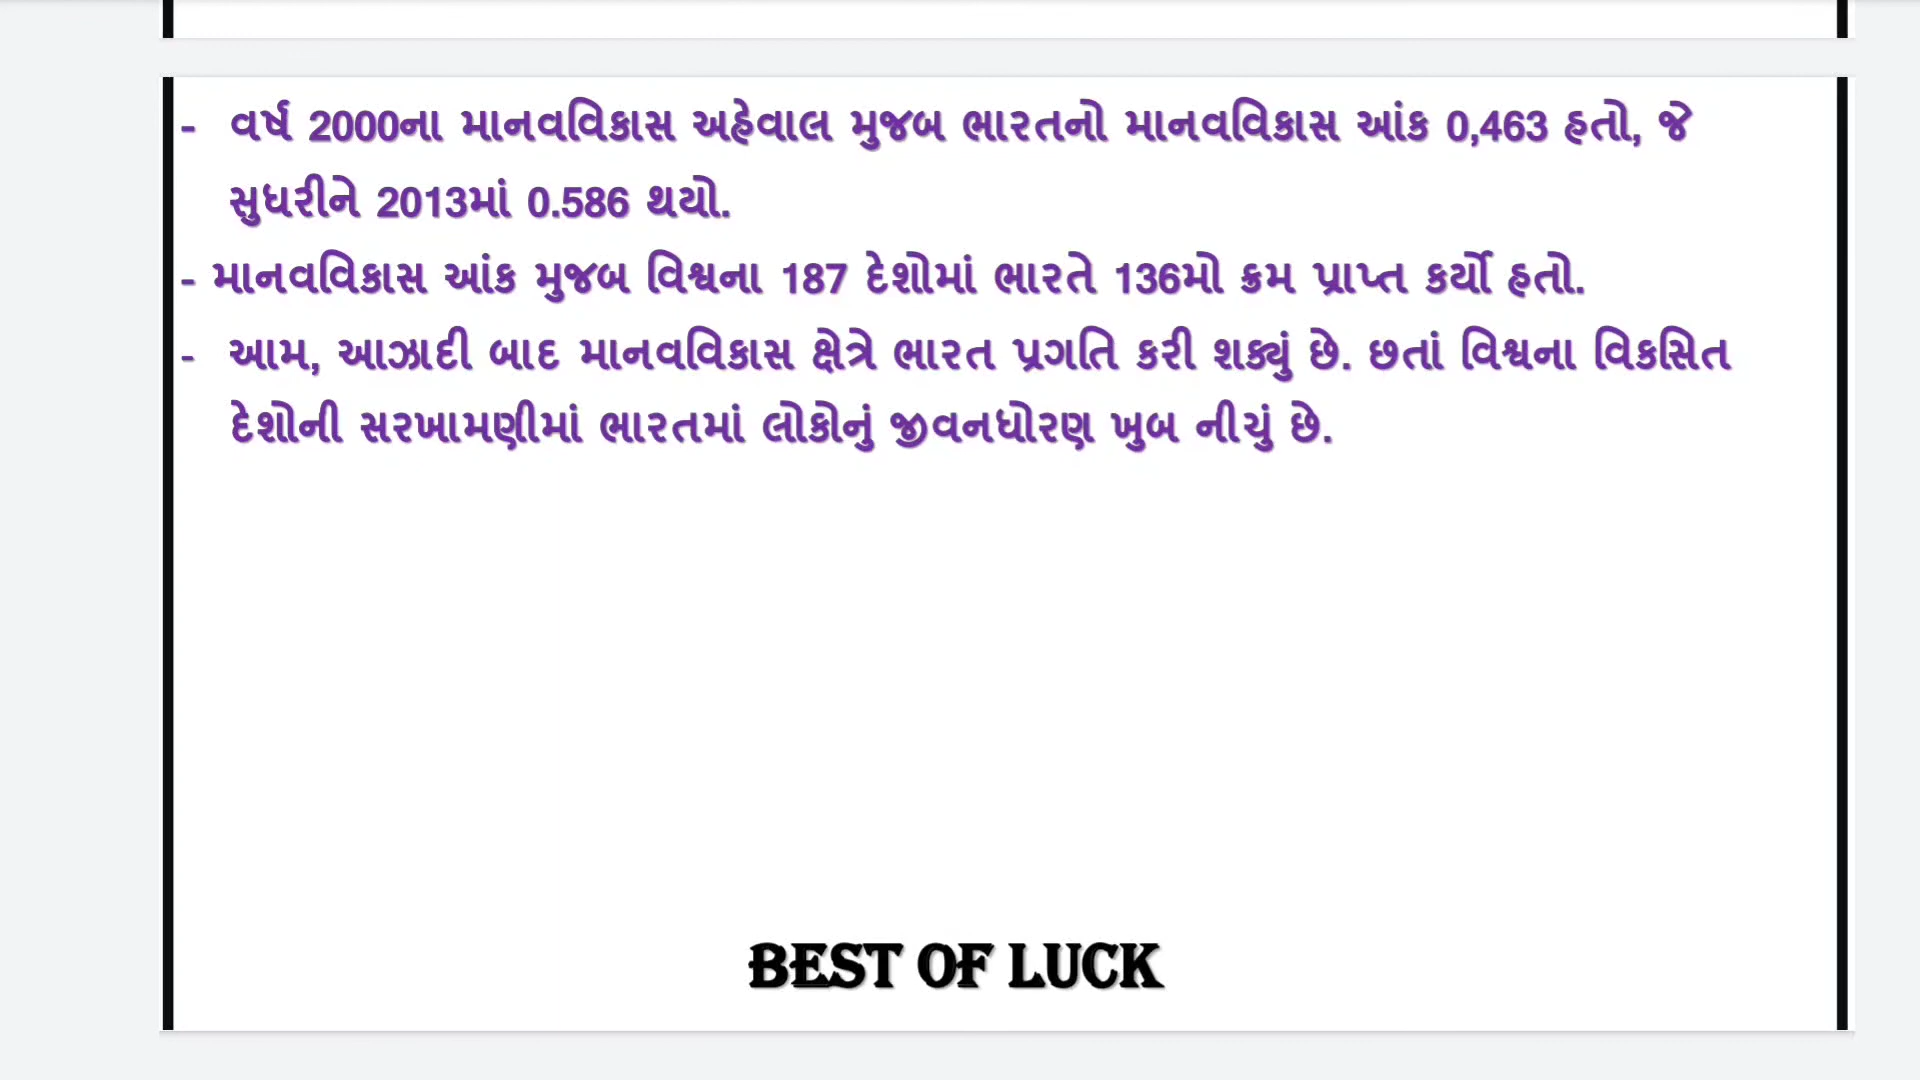 - વર્ષ 2000ના માનવવિકાસ અહેવાલ મુજબ ભારતનો માનવવિકાસ આંક 0,463 હતો, જે
સુધરીને 2013માં 0.586 થયો.
- માનવવિકાસ આંક મુજબ વિશ્વના 187 દેશોમાં ભારતે 136મો ક્રમ પ્રાપ્ત કર્યો હતો.
- આમ, આઝાદી બાદ માનવવિકાસ ક્ષેત્રે ભારત પ્રગતિ કરી શક્યું છે. છતાં વિશ્વના વિકસિત
દેશોની સરખામણીમાં ભારતમાં લોકોનું જીવનધોરણ ખુબ નીચું છે.
BEST OF LUCK